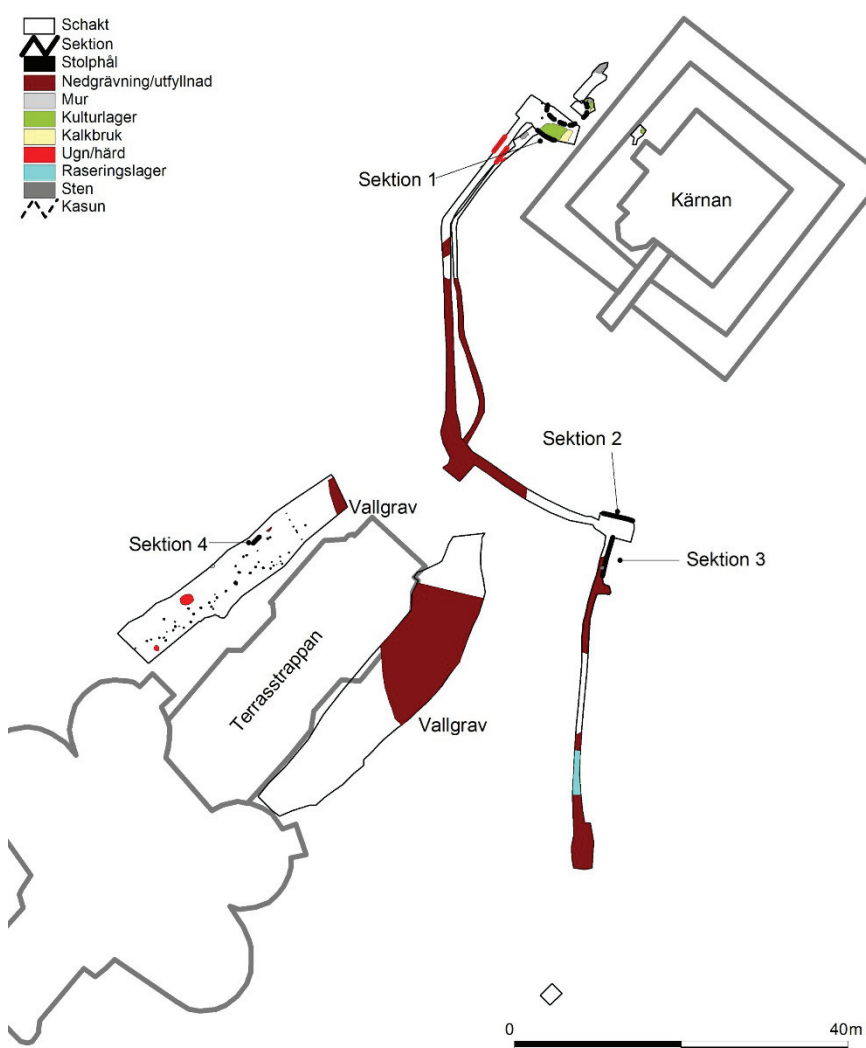 Schakt
Sektion
Stolphål
Nedgrävning/utfyllnad
Mur
Kulturlager
Kalkbruk
Ugn/härd
Raseringslager
Sten
Kasun
Sektion 1
Kärnan
Sektion 2
Vallgrav
Sektion 4
Sektion 3
Terrasstrappan
Vallgrav
0
40m